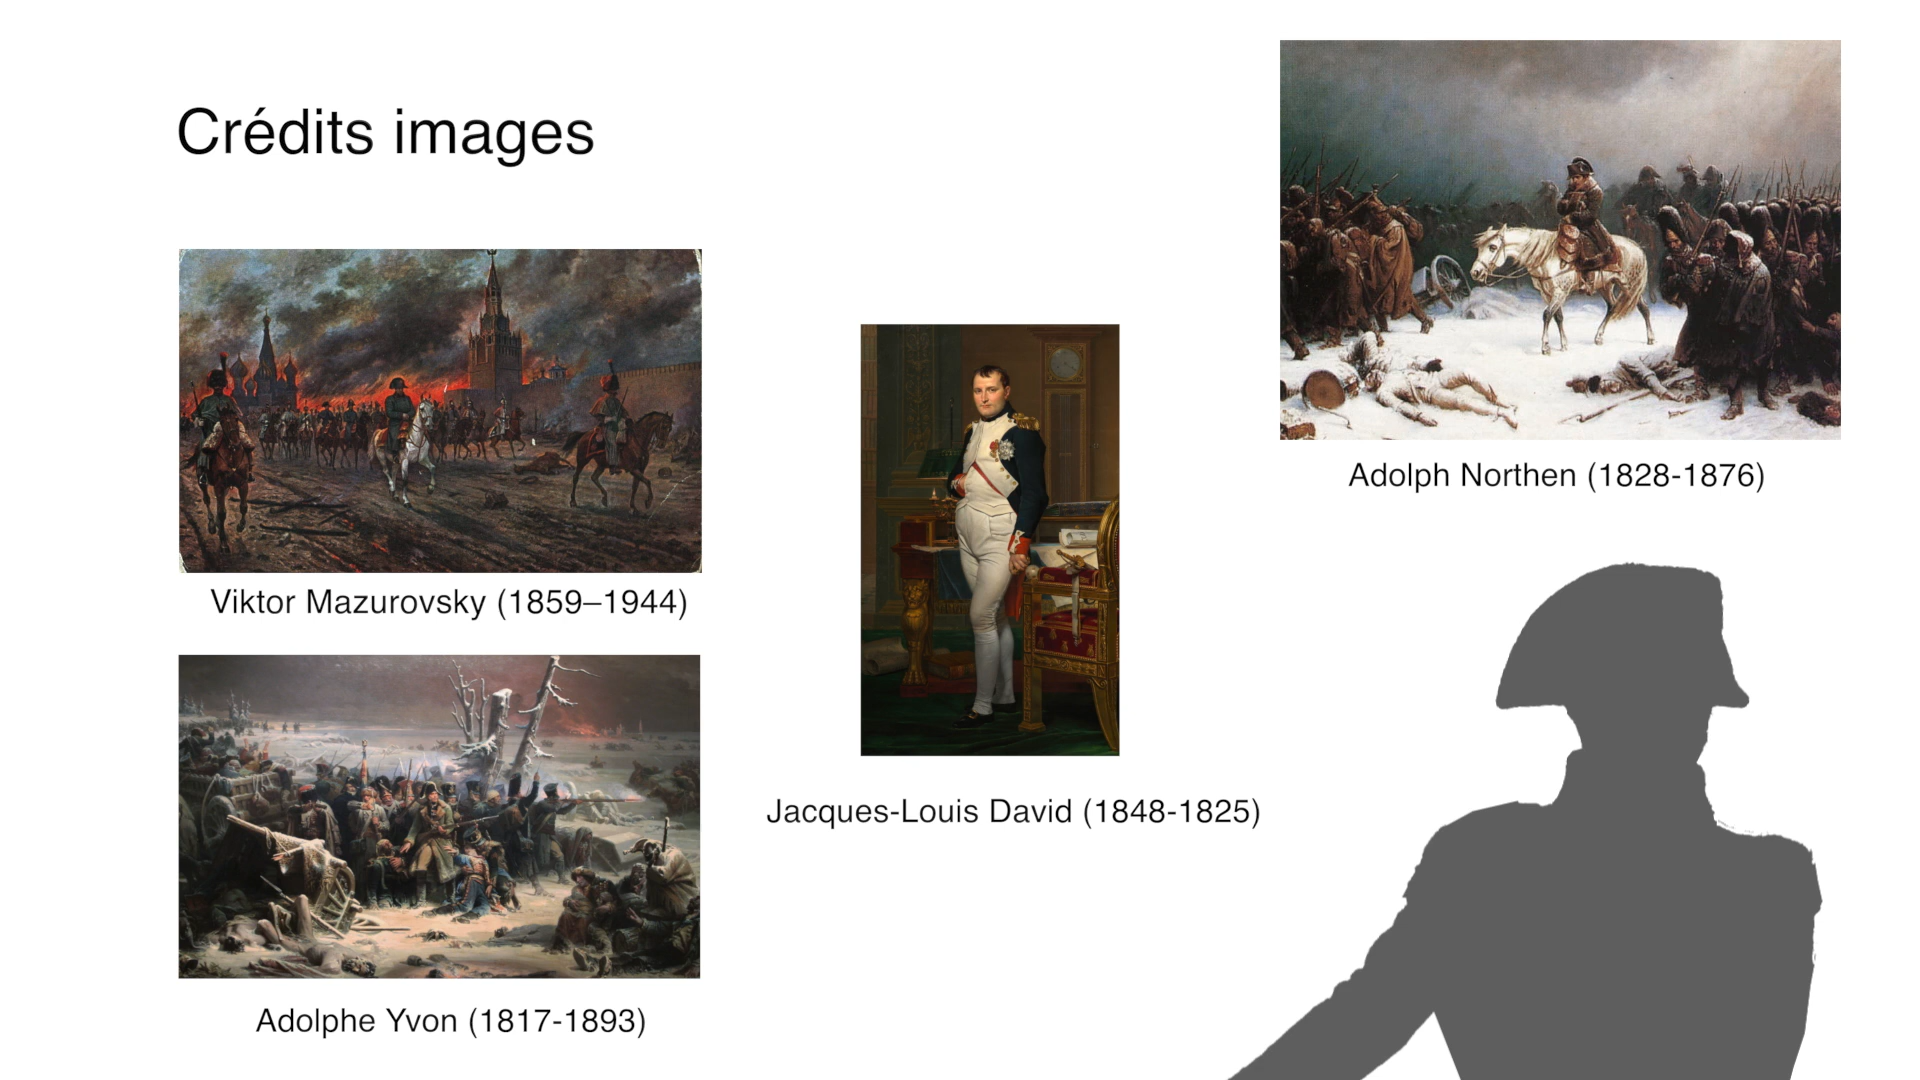 Crédits images
Viktor Mazurovsky (1859–1944)
Adolphe Yvon (1817-1893)
Jacques-Louis David (1848-1825)
Adolph Northen (1828-1876)